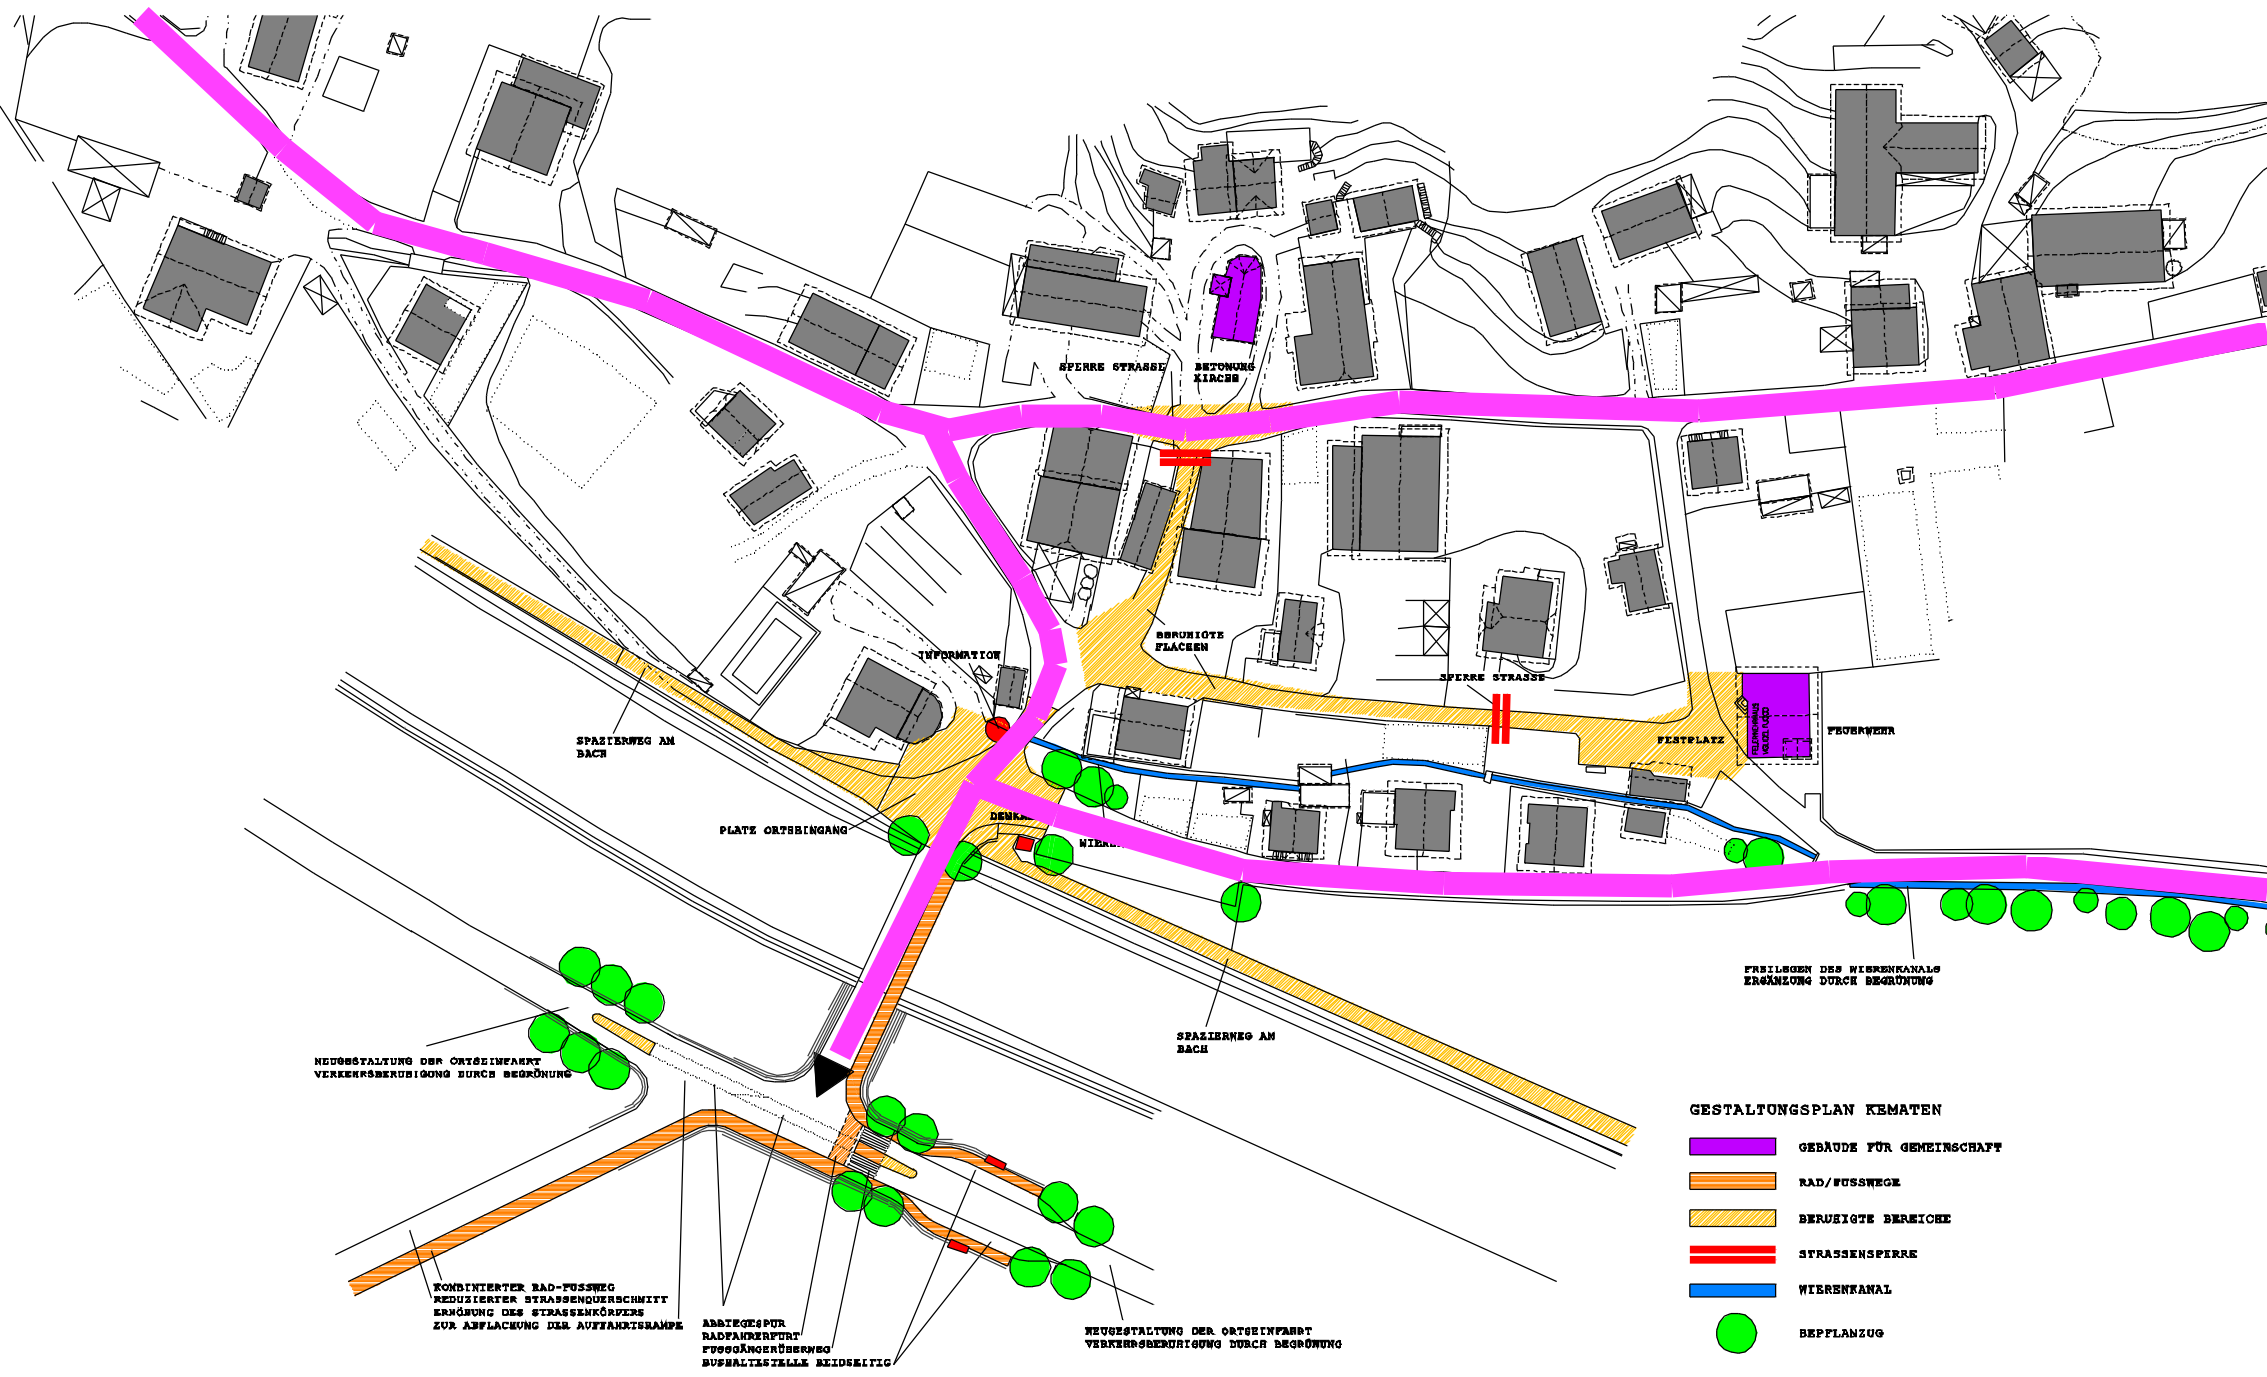 SPERRE STRASSE
BETONUNG
KIRCHE
BERUHIGTE
FLÄCHEN
INFORMATION
SPERRE STRASSE
SPAZIERWEG AM
BACH
FESTPLATZ
FEUERWEHR
PLATZ ORTSEINGANG
FREILEGEN DES WIERENKANALS
ERGÄNZUNG DURCH BEGRÜNUNG
SPAZIERWEG AM
BACH
NEUGESTALTUNG DER ORTSEINFAHRT
VERKEHRSBERUHIGUNG DURCH BEGRÜNUNG
GESTALTUNGSPLAN KEMATEN
GEBÄUDE FÜR GEMEINSCHAFT
RAD/FUSSWEGE
BERUHIGTE BEREICHE
STRASSENSPERRE
WIERENKANAL
BEPFLANZUG
KOMBINIERTER RAD-FUSSWEG
REDUZIERTER STRASSENQUERSCHNITT
ERHÖHUNG DES STRASSENKÖRPERS
ZUR ABFLACHUNG DER AUFFAHRTSRAMPE
ABBIEGESPUR
RADFAHRERFURT
FUSSGÄNGERÜBERWEG
BUSHALTESTELLE BEIDSEITIG
NEUGESTALTUNG DER ORTSEINFAHRT
VERKEHRSBERUHIGUNG DURCH BEGRÜNUNG